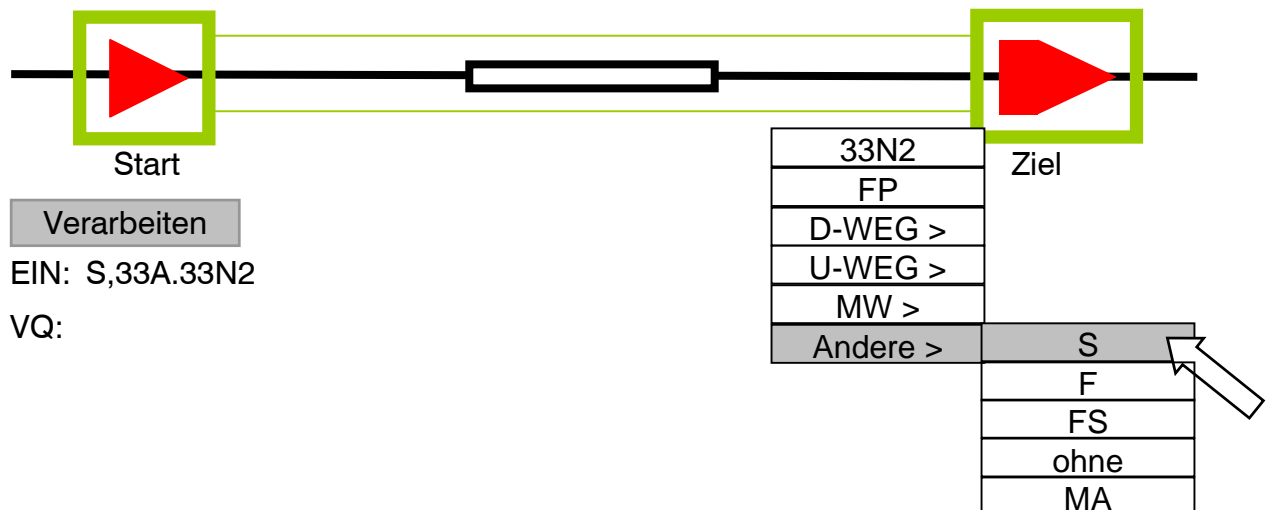 Start
Ziel
Verarbeiten
EIN: S,33A.33N2
VQ:
33N2
FP
D-WEG >
U-WEG >
MW >
Andere >
S
F
FS
ohne
MA